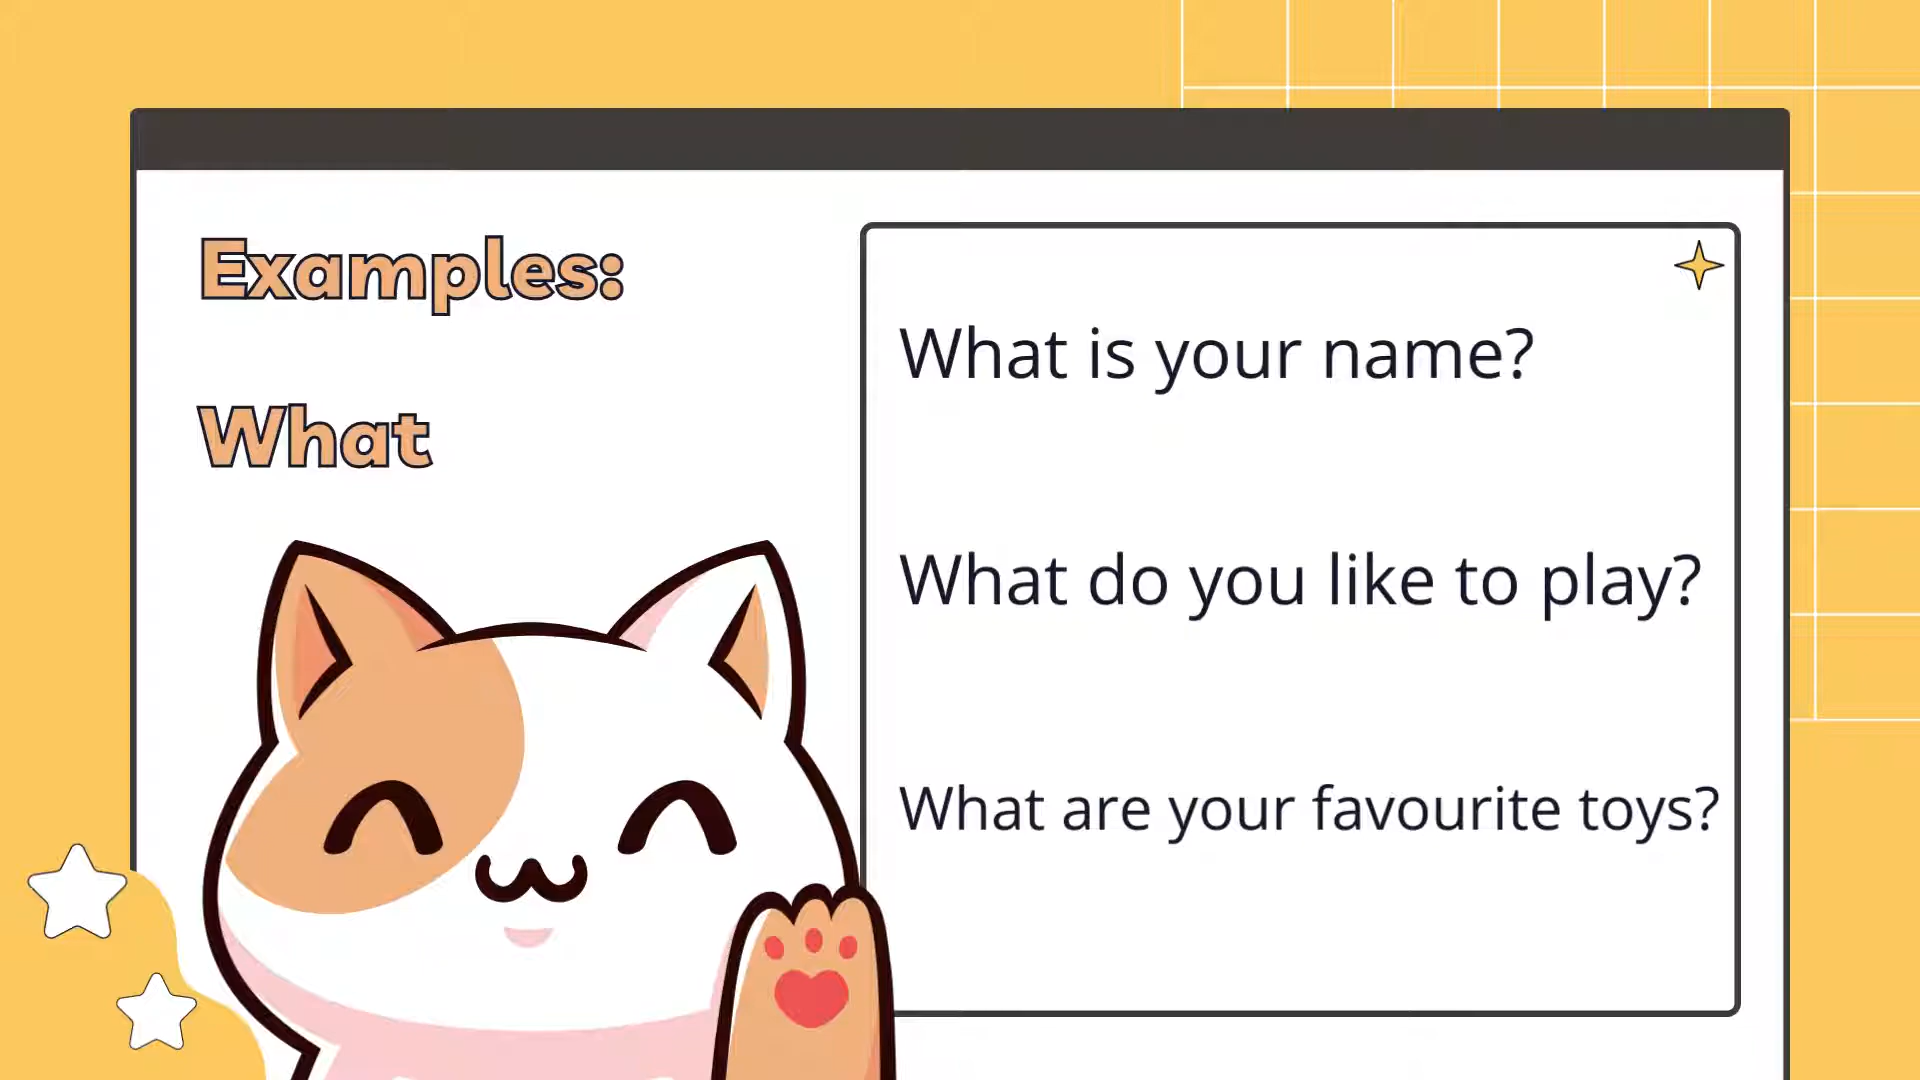 Examples:
What
What is your name?
What do you like to play?
What are your favourite toys?